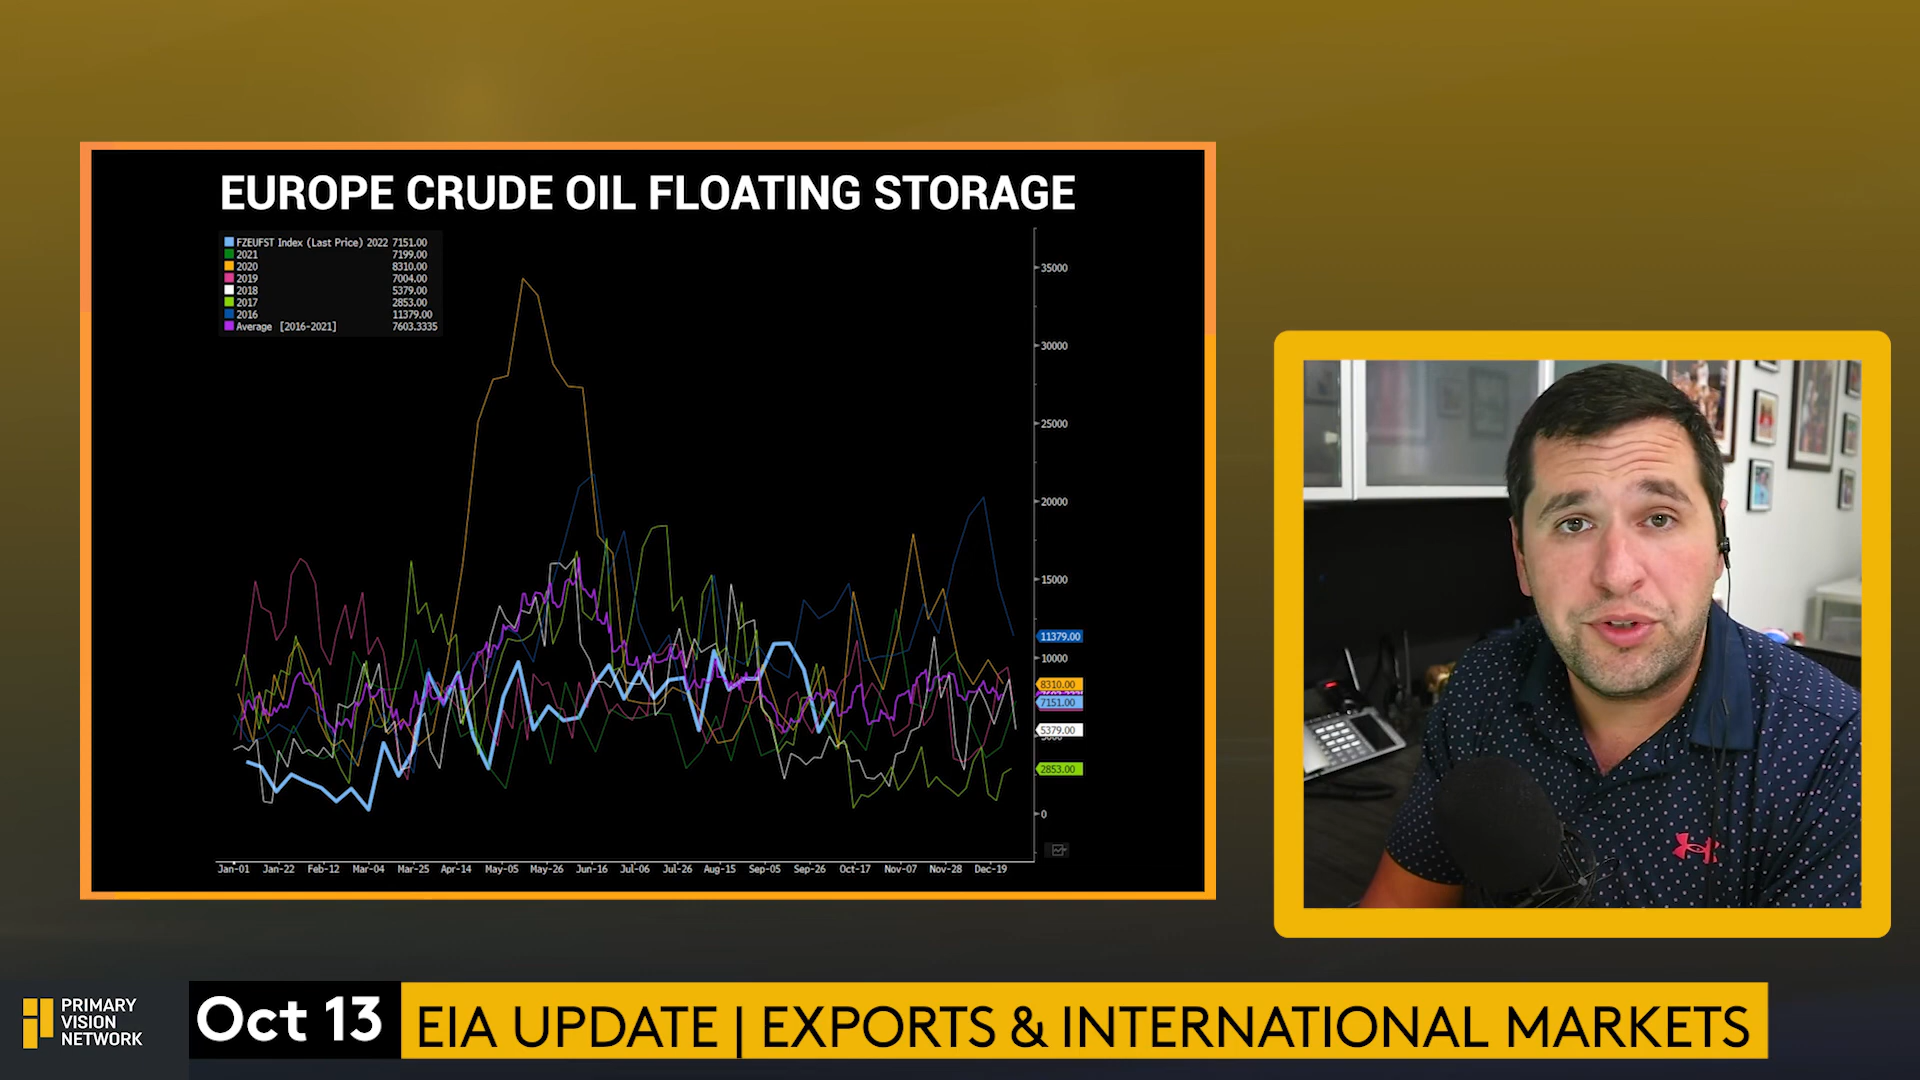 EUROPE CRUDE OIL FLOATING STORAGE
FZEUFST Index (Last Price) 2022 7151.00
2021 7199.00
2020 8310.00
2019 7004.00
2018 5379.00
2017 2853.00
2016 11379.00
Average [2016-2021] 7603.3335
35000
30000
25000
20000
15000
11379.00
10000
8310.00
7151.00
5379.00
2853.00
0
Jan-01 Jan-22 Feb-12 Mar-04 Mar-25 Apr-14 May-05 May-26 Jun-16 Jul-06 Jul-26 Aug-15 Sep-05 Sep-26 Oct-17 Nov-07 Nov-28 Dec-19
PRIMARY
VISION
NETWORK
Oct 13
EIA UPDATE | EXPORTS & INTERNATIONAL MARKETS